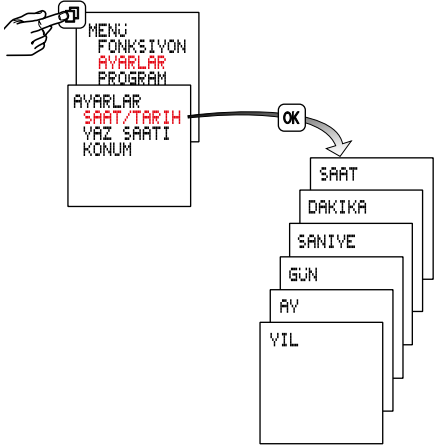 MENÜ
FONKSIYON
AYARLAR
PROGRAM
AYARLAR
SAAT/TARIH
YAZ SAATI
KONUM
OK
SAAT
DAKIKA
SANIYE
GÜN
AY
YIL